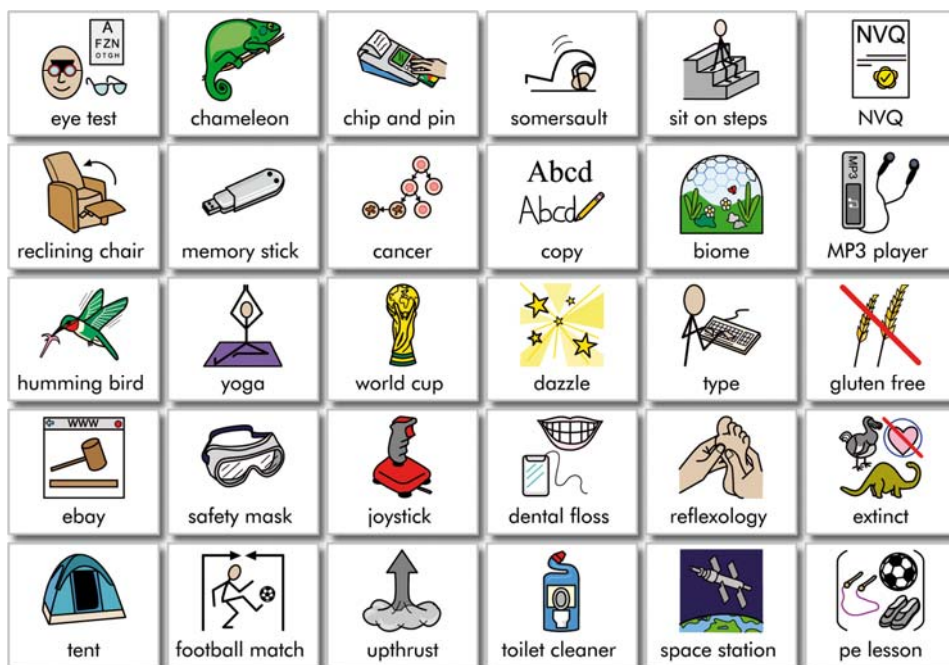 A
FZN
OTGH
eye test
chameleon
chip and pin
somersault
sit on steps
NVQ
NVQ
reclining chair
memory stick
cancer
Abcd
Abcd
copy
biome
MP3
MP3 player
humming bird
yoga
world cup
dazzle
type
gluten free
WWW
ebay
safety mask
joystick
dental floss
reflexology
extinct
tent
football match
upthrust
toilet cleaner
space station
pe lesson